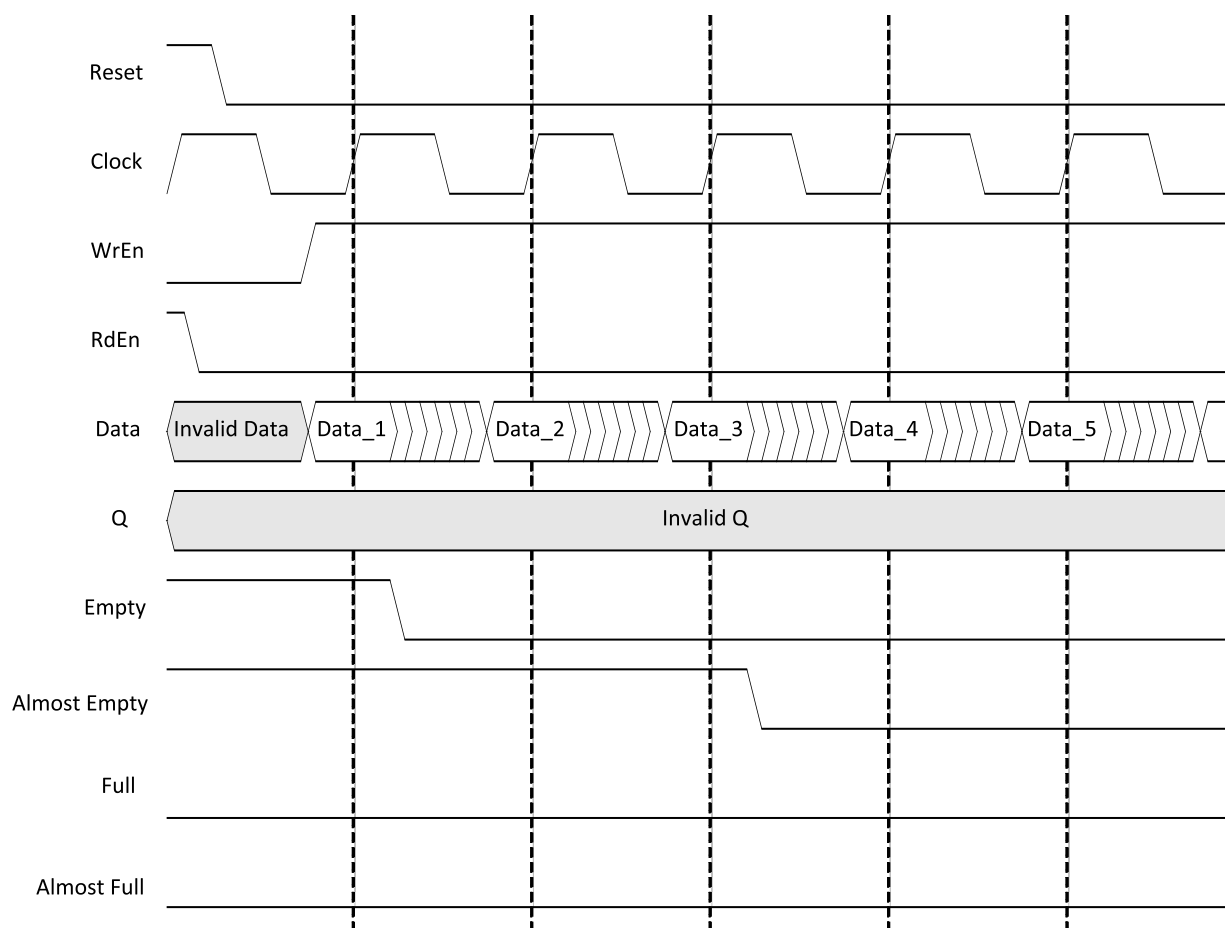 Reset
Clock
WrEn
RdEn
Data Invalid Data Data_1 Data_2 Data_3 Data_4 Data_5
Q Invalid Q
Empty
Almost Empty
Full
Almost Full